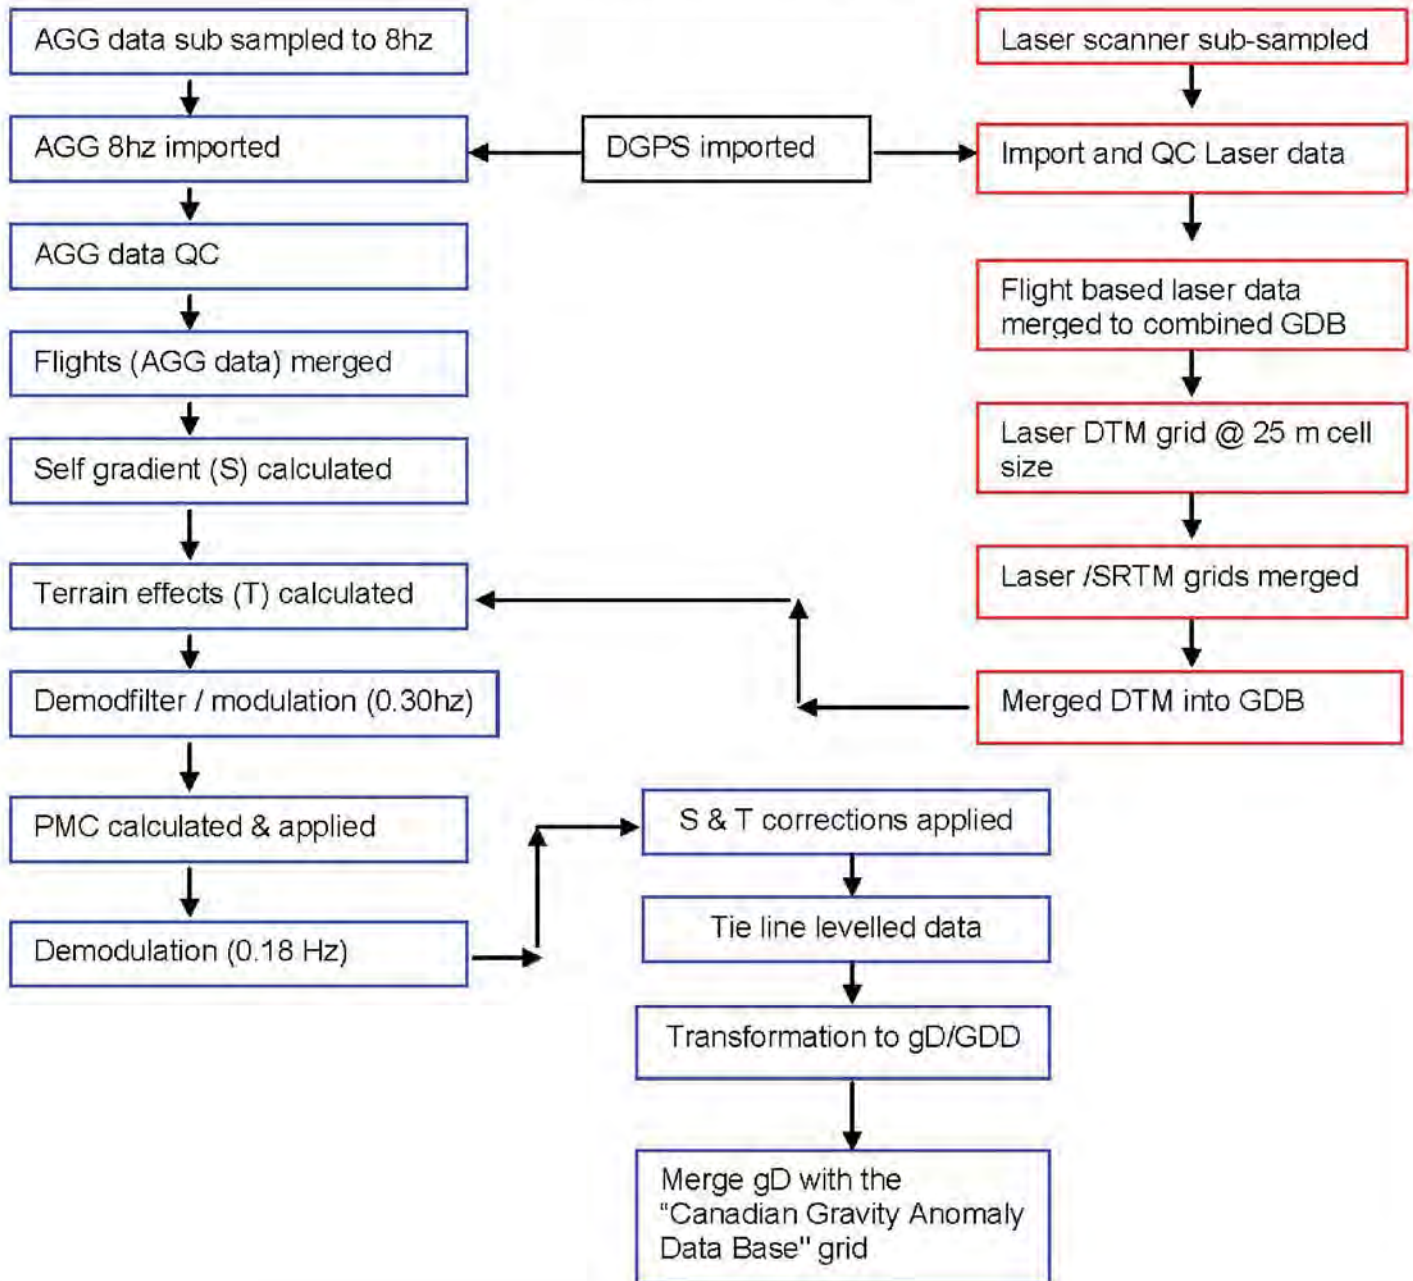 AGG data sub sampled to 8hz
AGG 8hz imported
AGG data QC
Flights (AGG data) merged
Self gradient (S) calculated
Terrain effects (T) calculated
Demodfilter / modulation (0.30hz)
PMC calculated & applied
Demodulation (0.18 Hz)
DGPS imported
Laser scanner sub-sampled
Import and QC Laser data
Flight based laser data
merged to combined GDB
Laser DTM grid @ 25 m cell
size
Laser /SRTM grids merged
Merged DTM into GDB
S & T corrections applied
Tie line levelled data
Transformation to gD/GDD
Merge gD with the
“Canadian Gravity Anomaly
Data Base" grid